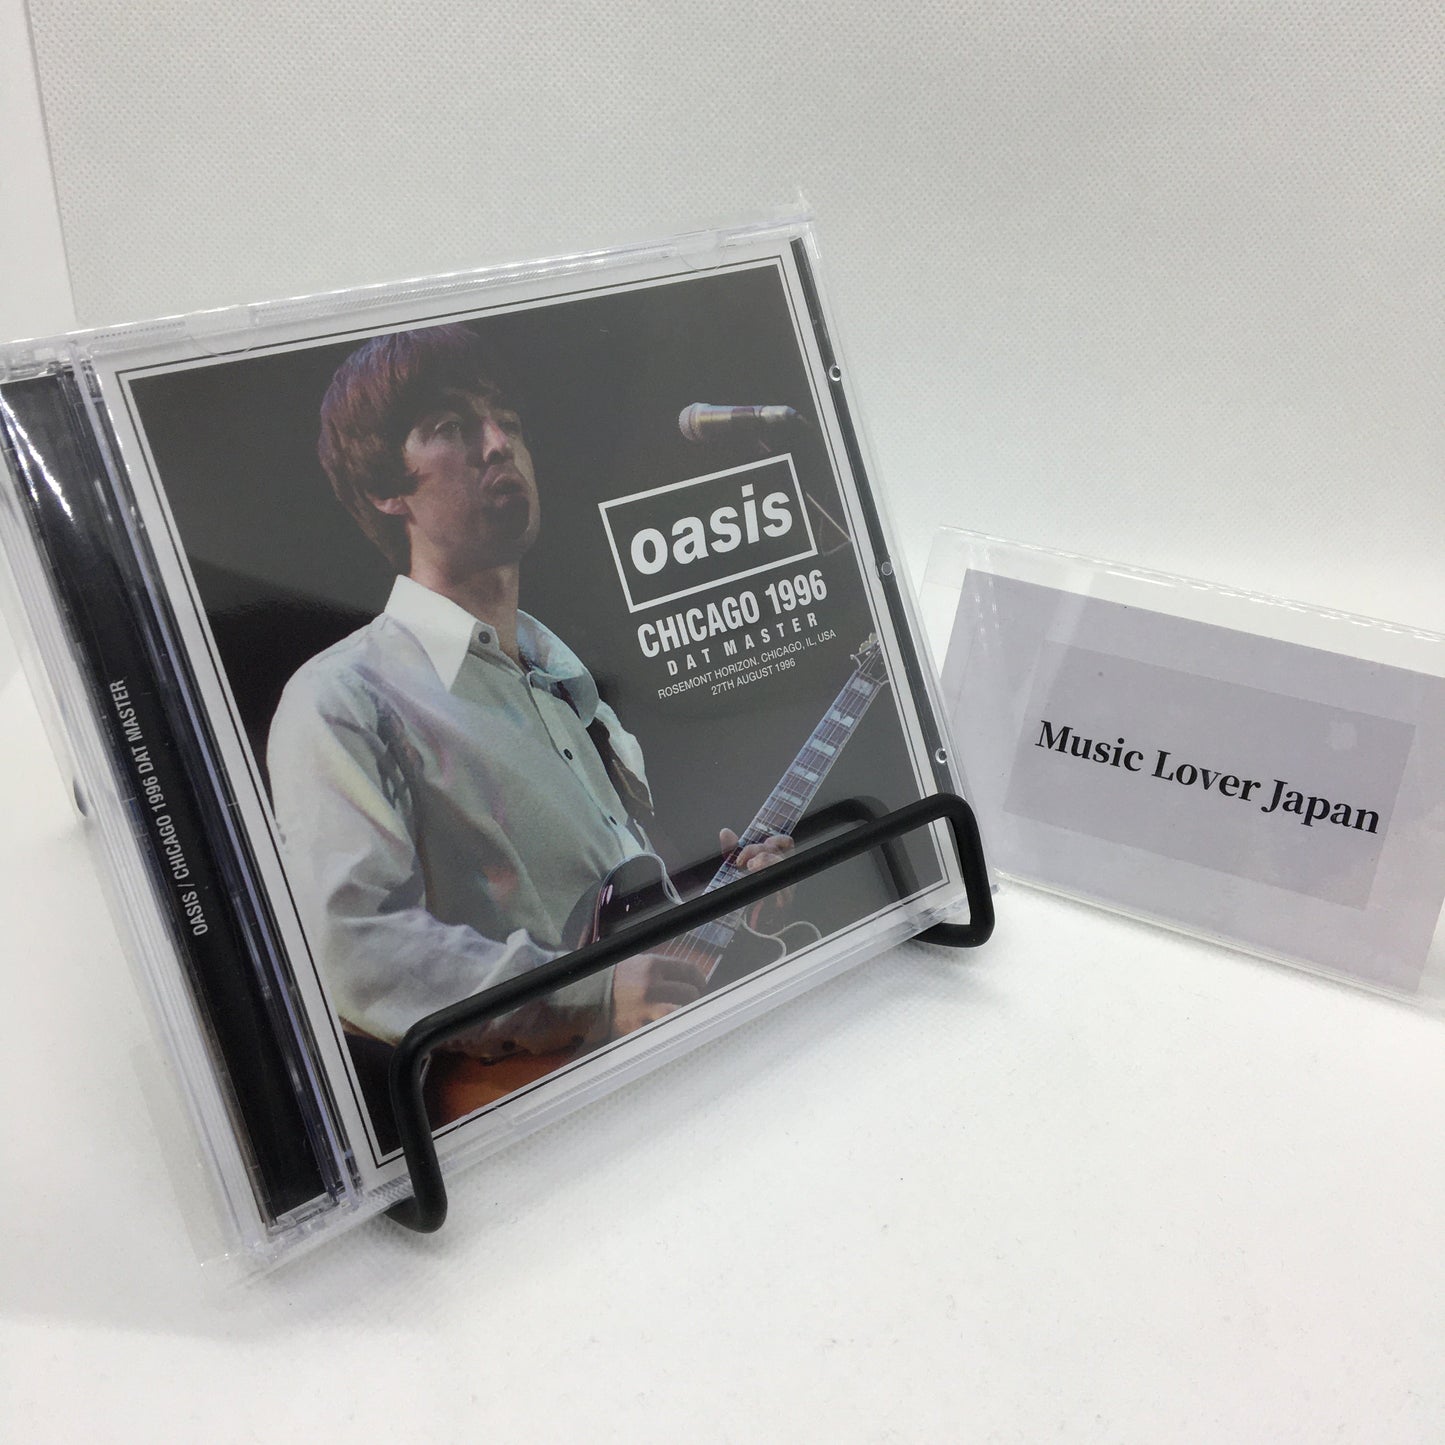 OASIS / CHICAGO 1996 DAT MASTER
oasis
CHICAGO 1996
DAT MASTER
ROSEMONT HORIZON. CHICAGO, IL, USA
27TH AUGUST 1996
Music Lover Japan